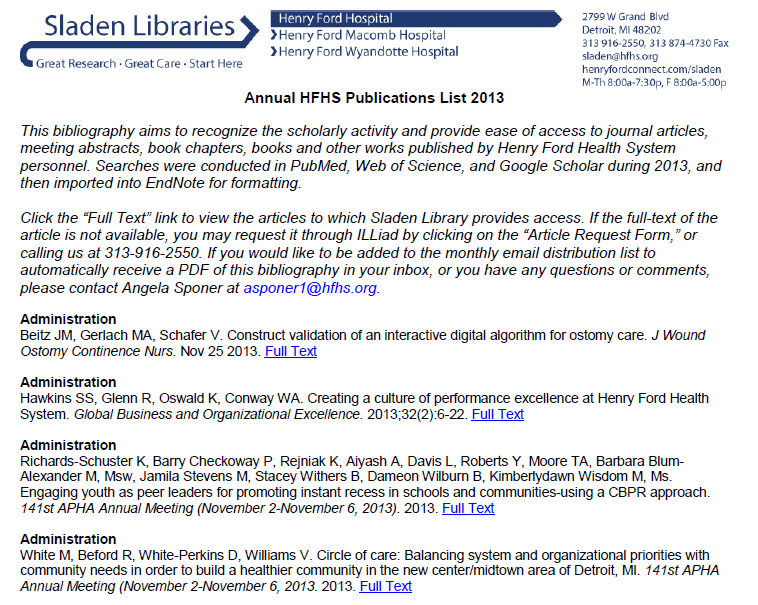 Sladen Libraries
Great Research · Great Care · Start Here
Henry Ford Hospital
Henry Ford Macomb Hospital
Henry Ford Wyandotte Hospital
2799 W Grand Blvd
Detroit, MI 48202
313 916-2550, 313 874-4730 Fax
sladen@hfhs.org
henryfordconnect.com/sladen
M-Th 8:00a-7:30p, F 8:00a-5:00p
Annual HFHS Publications List 2013
This bibliography aims to recognize the scholarly activity and provide ease of access to journal articles,
meeting abstracts, book chapters, books and other works published by Henry Ford Health System
personnel. Searches were conducted in PubMed, Web of Science, and Google Scholar during 2013, and
then imported into EndNote for formatting.
Click the “Full Text” link to view the articles to which Sladen Library provides access. If the full-text of the
article is not available, you may request it through ILLiad by clicking on the “Article Request Form,” or
calling us at 313-916-2550. If you would like to be added to the monthly email distribution list to
automatically receive a PDF of this bibliography in your inbox, or you have any questions or comments,
please contact Angela Sponer at asponer1@hfhs.org.
Administration
Beitz JM, Gerlach MA, Schafer V. Construct validation of an interactive digital algorithm for ostomy care. J Wound
Ostomy Continence Nurs. Nov 25 2013. Full Text
Administration
Hawkins SS, Glenn R, Oswald K, Conway WA. Creating a culture of performance excellence at Henry Ford Health
System. Global Business and Organizational Excellence. 2013;32(2):6-22. Full Text
Administration
Richards-Schuster K, Barry Checkoway P, Rejniak K, Aiyash A, Davis L, Roberts Y, Moore TA, Barbara Blum-
Alexander M, Msw, Jamila Stevens M, Stacey Withers B, Dameon Wilburn B, Kimberlydawn Wisdom M, Ms.
Engaging youth as peer leaders for promoting instant recess in schools and communities-using a CBPR approach.
141st APHA Annual Meeting (November 2-November 6, 2013). 2013. Full Text
Administration
White M, Beford R, White-Perkins D, Williams V. Circle of care: Balancing system and organizational priorities with
community needs in order to build a healthier community in the new center/midtown area of Detroit, MI. 141st APHA
Annual Meeting (November 2-November 6, 2013. 2013. Full Text